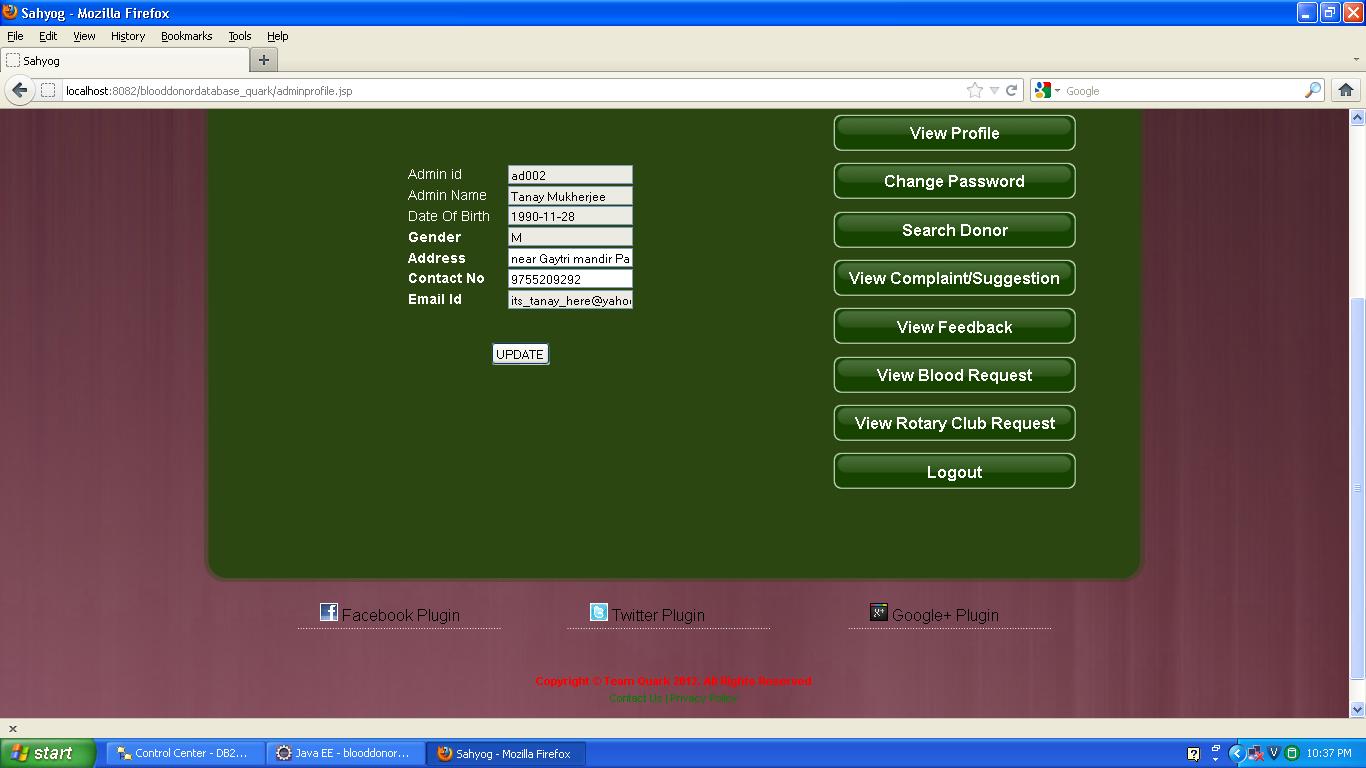 Sahyog - Mozilla Firefox
File Edit View History Bookmarks Tools Help
Sahyog
localhost:8082/blooddonordatabase_quark/adminprofile.jsp
Google
View Profile
Admin id ad002
Change Password
Admin Name Tanay Mukherjee
Date Of Birth 1990-11-28
Search Donor
Gender M
Address near Gaytri mandir Pa
Contact No 9755209292
View Complaint/Suggestion
Email Id its_tanay_here@yaho
View Feedback
UPDATE
View Blood Request
View Rotary Club Request
Logout
Facebook Plugin Twitter Plugin Google+ Plugin
Copyright © Team Quark 2012. All Rights Reserved
Contact Us | Privacy Policy
start Control Center - DB2... Java EE - blooddonor... Sahyog - Mozilla Firefox 10:37 PM